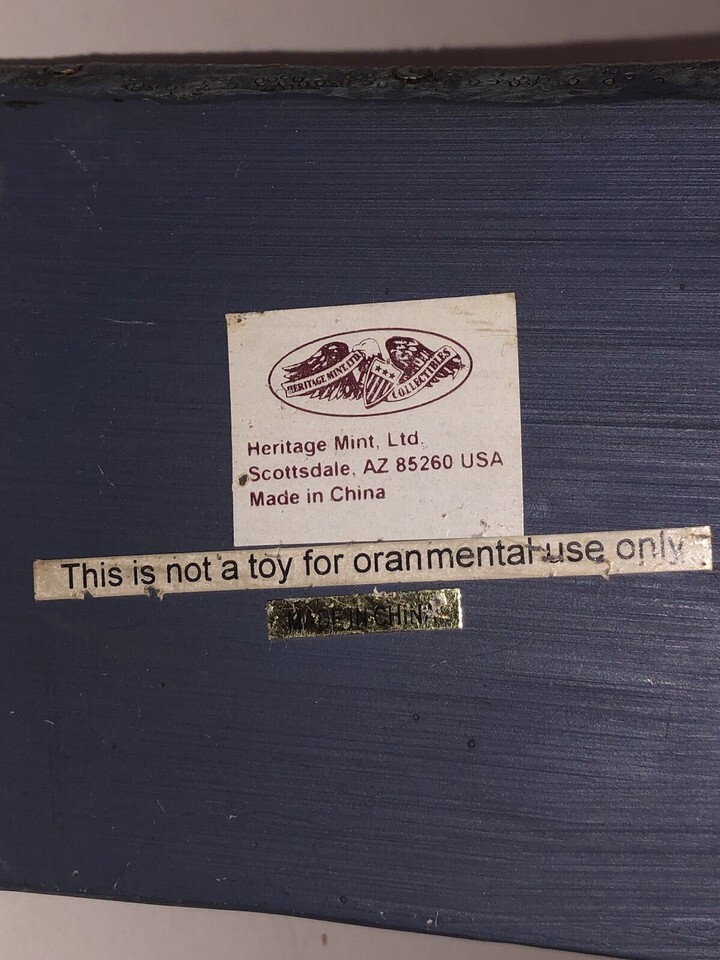 HERITAGE MINT, LTD.
COLLECTIBLES
Heritage Mint, Ltd.
Scottsdale, AZ 85260 USA
Made in China
This is not a toy for oranmental use only
MADE IN CHINA